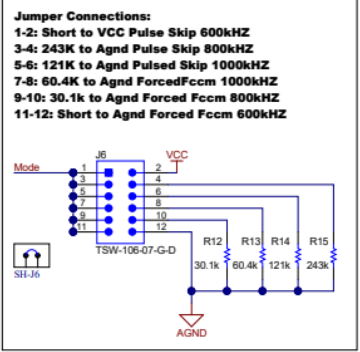 Jumper Connections:
1-2: Short to VCC Pulse Skip 600kHZ
3-4: 243K to Agnd Pulse Skip 800kHZ
5-6: 121K to Agnd Pulsed Skip 1000kHZ
7-8: 60.4K to Agnd ForcedFccm 1000kHZ
9-10: 30.1k to Agnd Forced Fccm 800kHZ
11-12: Short to Agnd Forced Fccm 600kHZ
J6 VCC
Mode 1 2
3 4
5 6
7 8
9 10
11 12
TSW-106-07-G-D
SH-J6
R12 R13 R14 R15
30.1k 60.4k 121k 243k
AGND